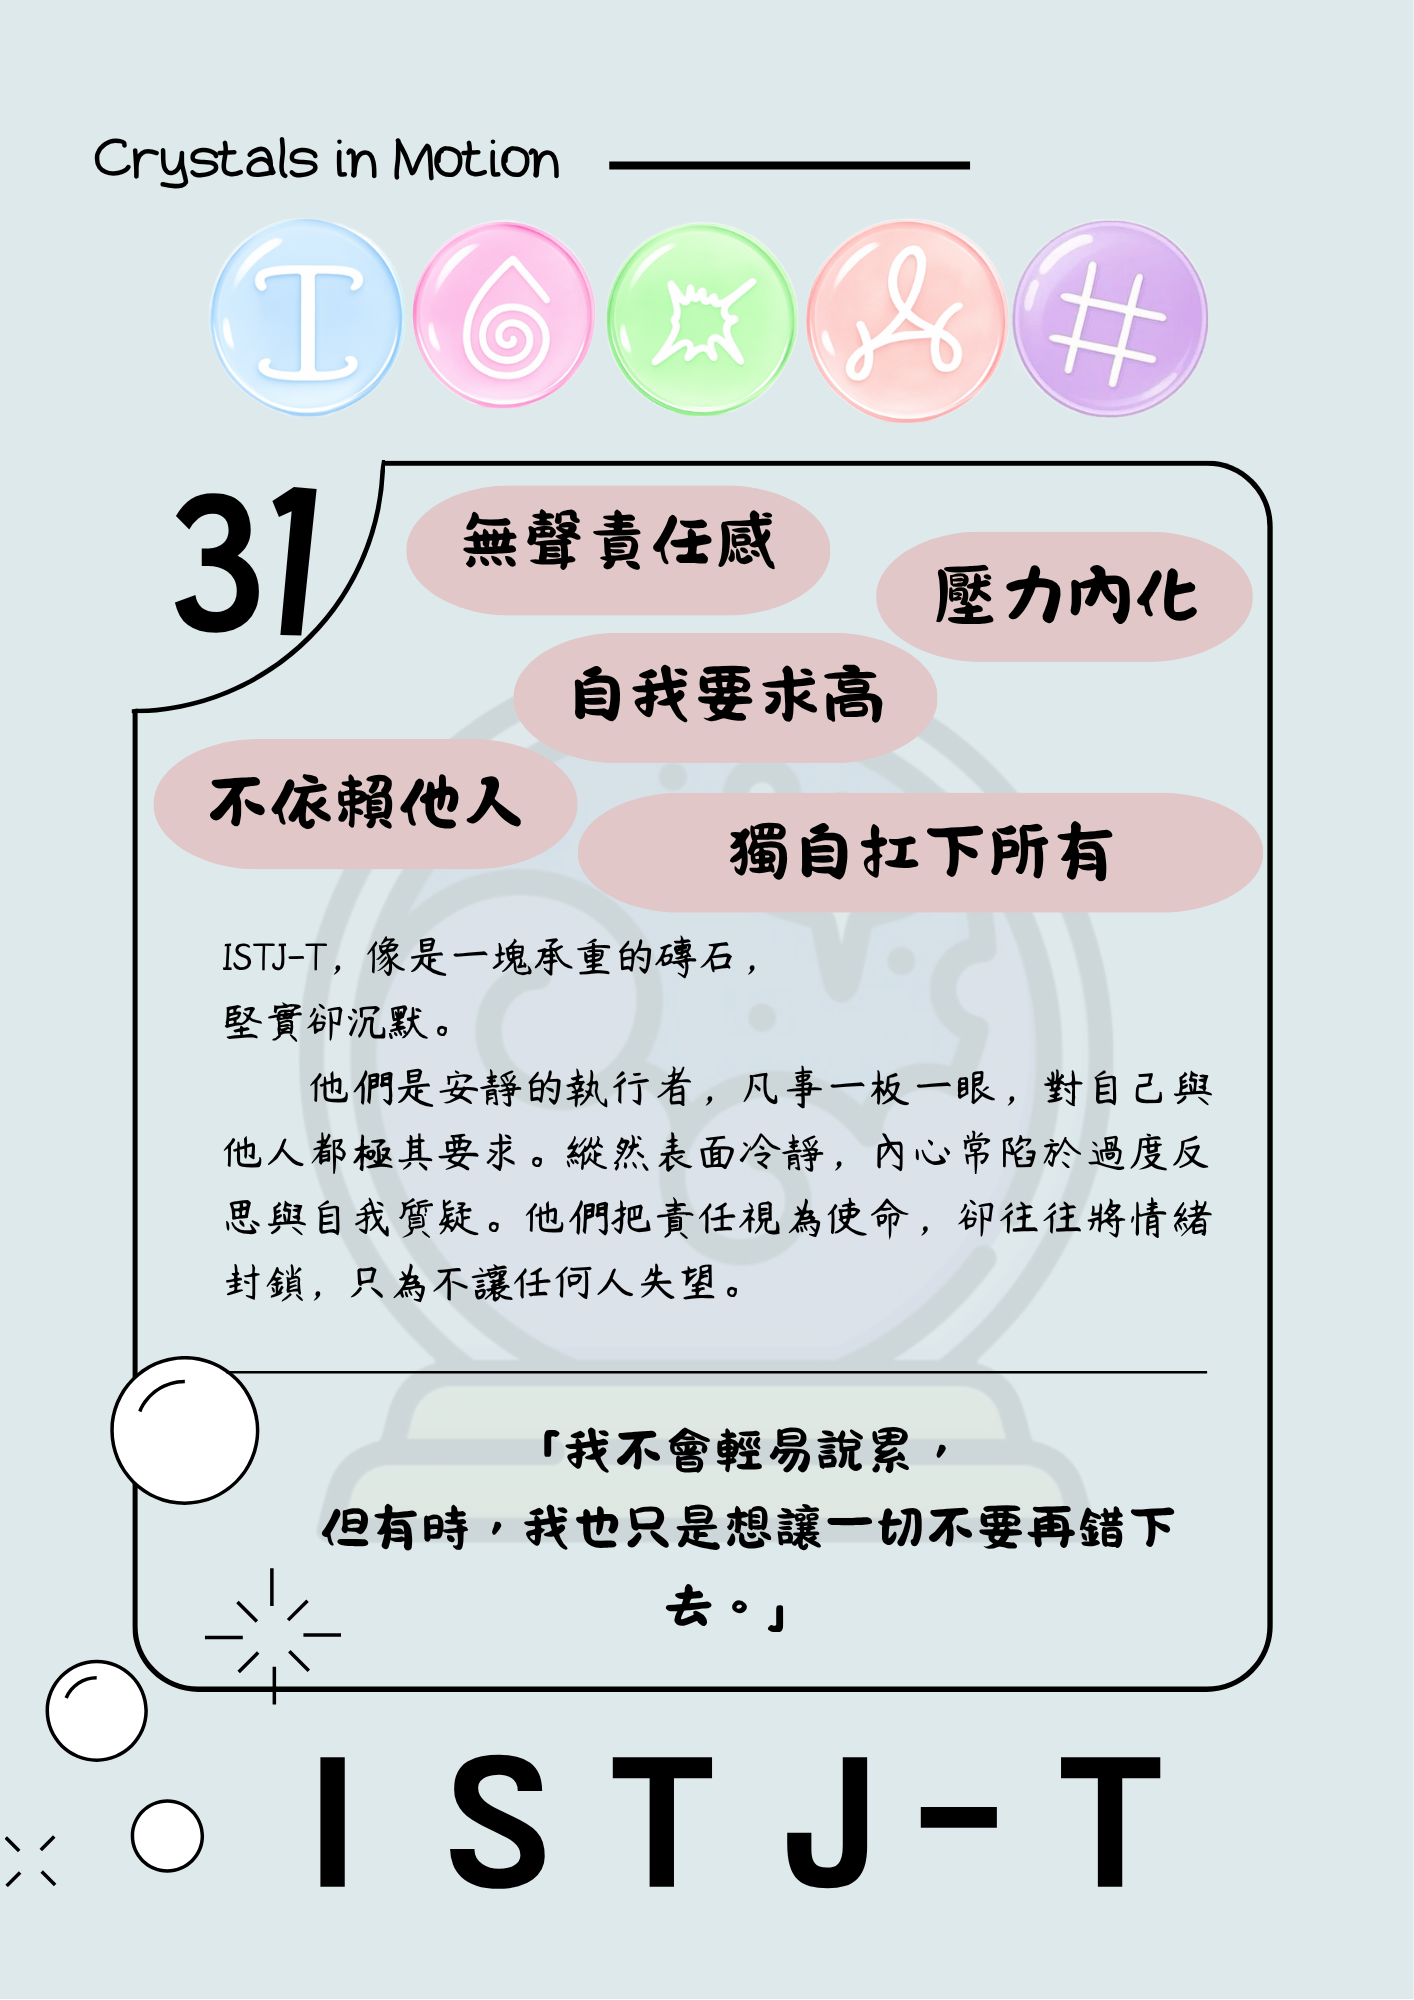 Crystals in Motion
31
無聲責任感
壓力內化
自我要求高
不依賴他人
獨自扛下所有
ISTJ-T，像是一塊承重的磚石，
堅實卻沉默。
他們是安靜的執行者，凡事一板一眼，對自己與
他人都極其要求。縱然表面冷靜，內心常陷於過度反
思與自我質疑。他們把責任視為使命，卻往往將情緒
封鎖，只為不讓任何人失望。
「我不會輕易說累，
但有時，我也只是想讓一切不要再錯下
去。」
ISTJ-T